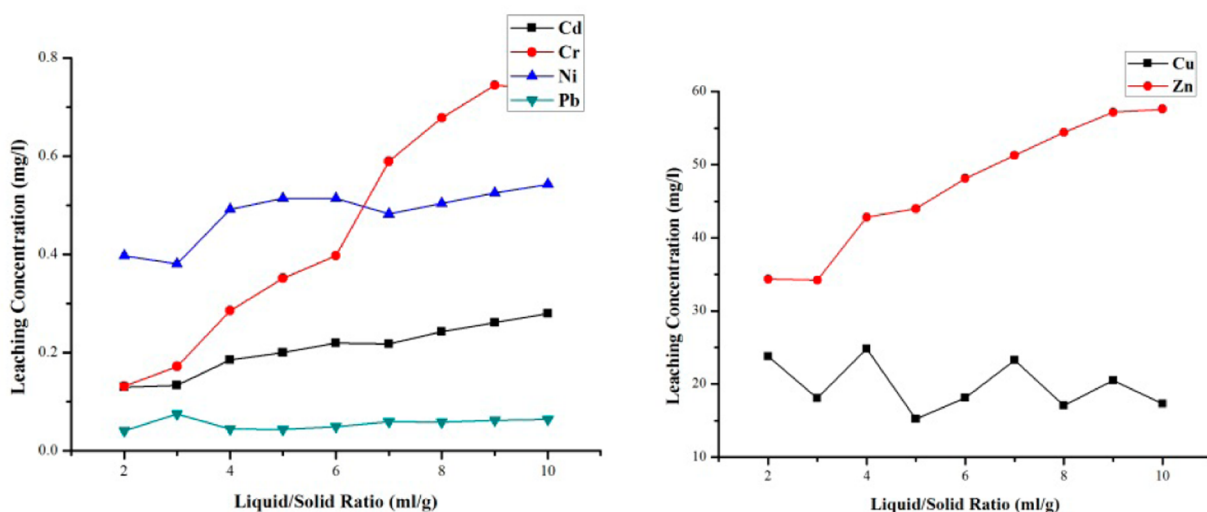 Cd
Cr
Ni
Pb
0.8
0.6
0.4
0.2
0.0
Leaching Concentration (mg/l)
2 4 6 8 10
Liquid/Solid Ratio (ml/g)
Cu
Zn
60
50
40
30
20
10
Leaching Concentration (mg/l)
2 4 6 8 10
Liquid/Solid Ratio (ml/g)